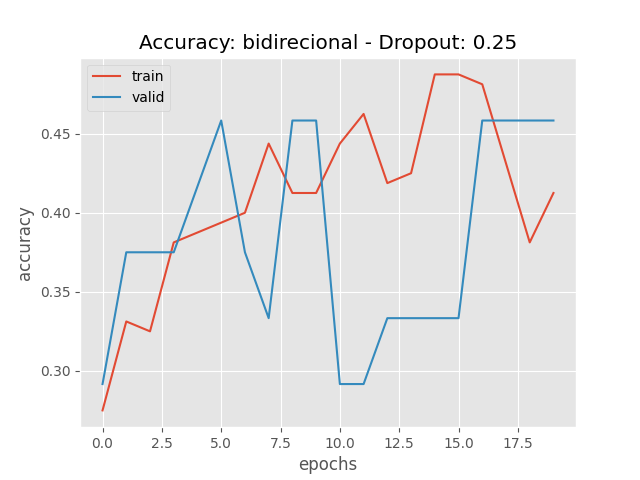 Accuracy: bidirecional - Dropout: 0.25
train
valid
accuracy
0.45
0.40
0.35
0.30
0.0 2.5 5.0 7.5 10.0 12.5 15.0 17.5
epochs